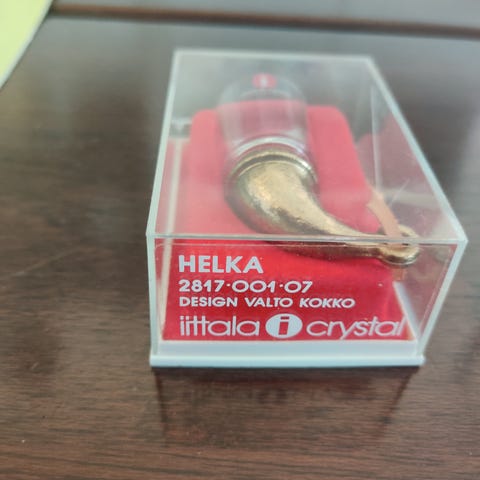 HELKA
2817·001·07
DESIGN VALTO KOKKO
iittala i crystal